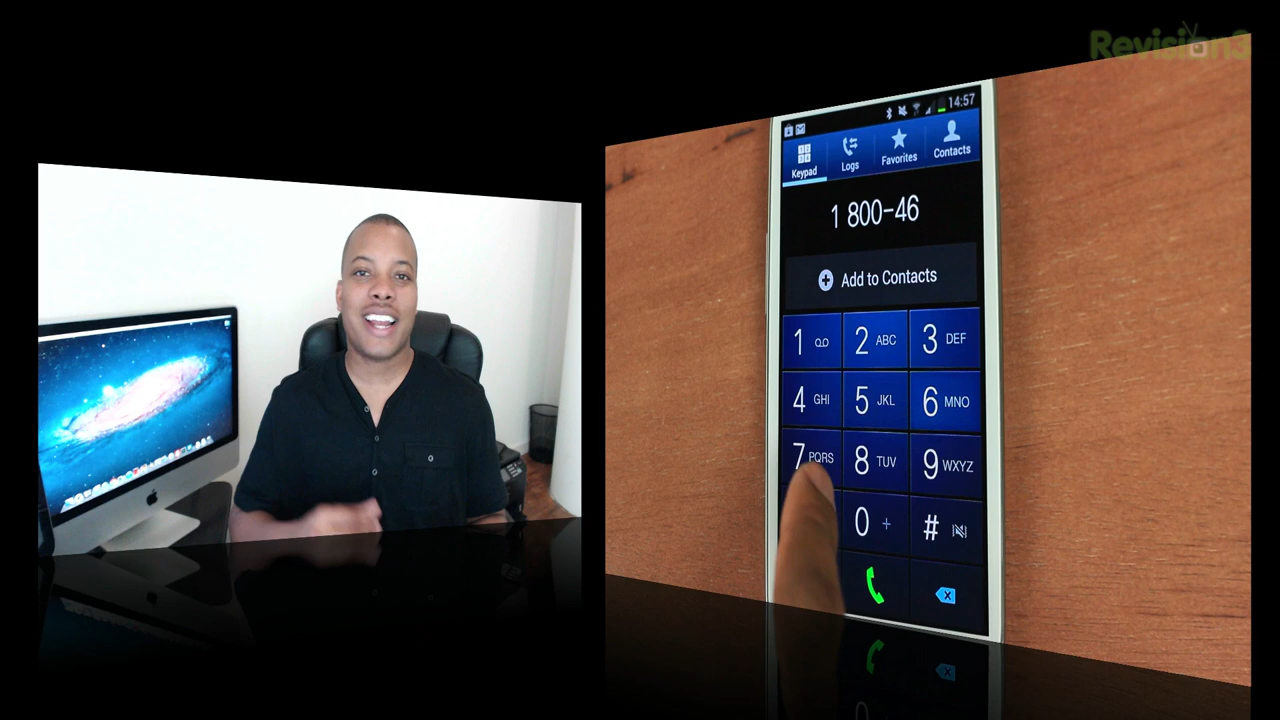 Revision3
14:57
Keypad
Logs
Favorites
Contacts
1 800-46
Add to Contacts
1
2 ABC
3 DEF
4 GHI
5 JKL
6 MNO
7 PQRS
8 TUV
9 WXYZ
0 +
#